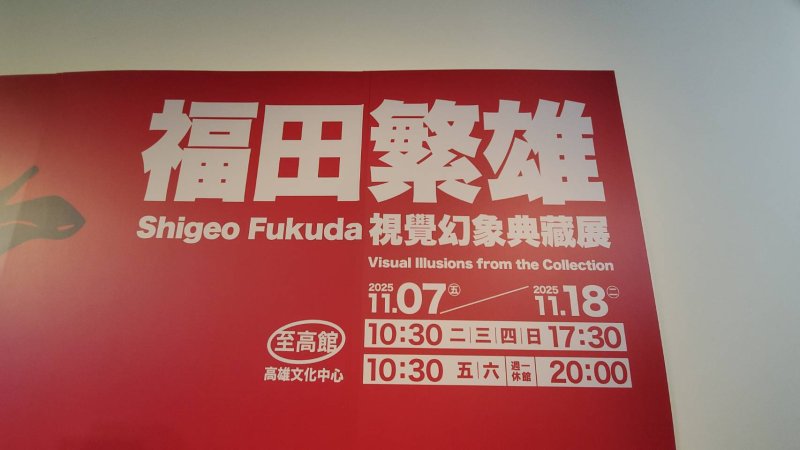 福田繁雄
Shigeo Fukuda 視覺幻象典藏展
Visual Illusions from the Collection
2025 11.07 五 2025 11.18 二
至高館
高雄文化中心
10:30 二|三|四|日 17:30
10:30 五|六|週一休館 20:00